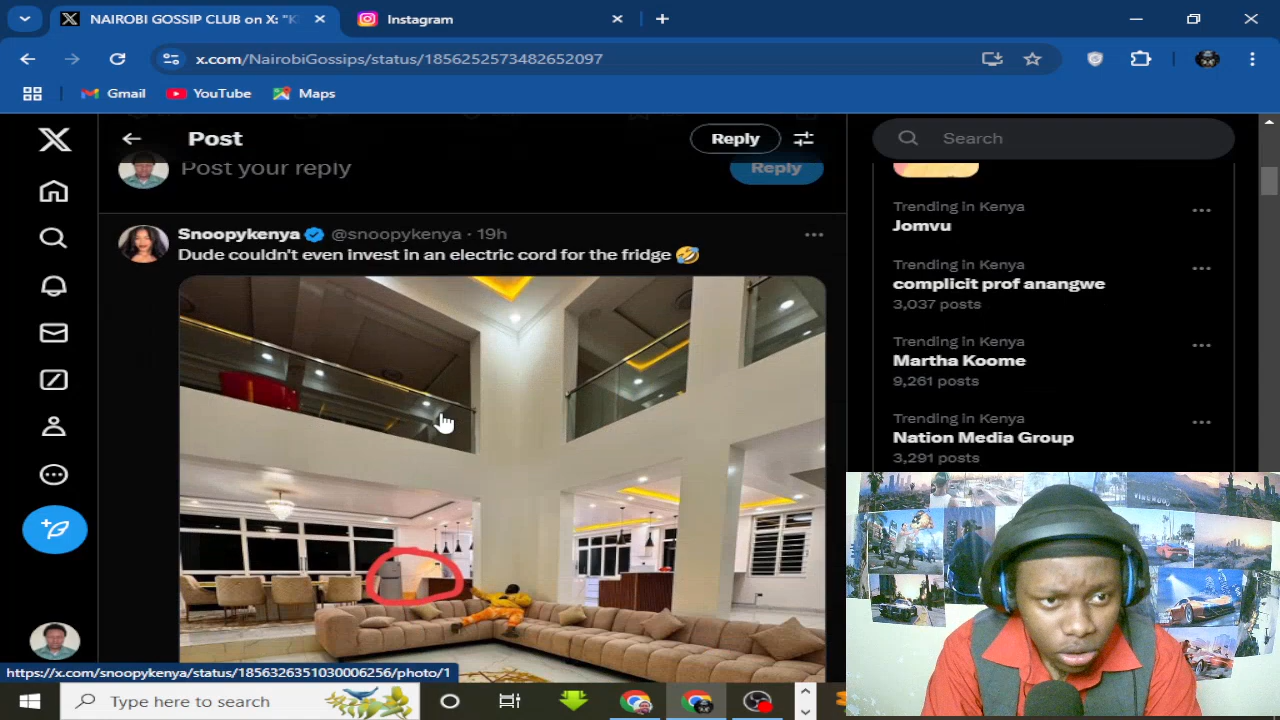 NAIROBI GOSSIP CLUB on X: "K
Instagram
x.com/NairobiGossips/status/1856252573482652097
Gmail
YouTube
Maps
Post
Reply
Search
Post your reply
Reply
Snoopykenya @snoopykenya · 19h
Dude couldn't even invest in an electric cord for the fridge 🤣
Trending in Kenya
Jomvu
Trending in Kenya
complicit prof anangwe
3,037 posts
Trending in Kenya
Martha Koome
9,261 posts
Trending in Kenya
Nation Media Group
3,291 posts
https://x.com/snoopykenya/status/1856326351030006256/photo/1
Type here to search